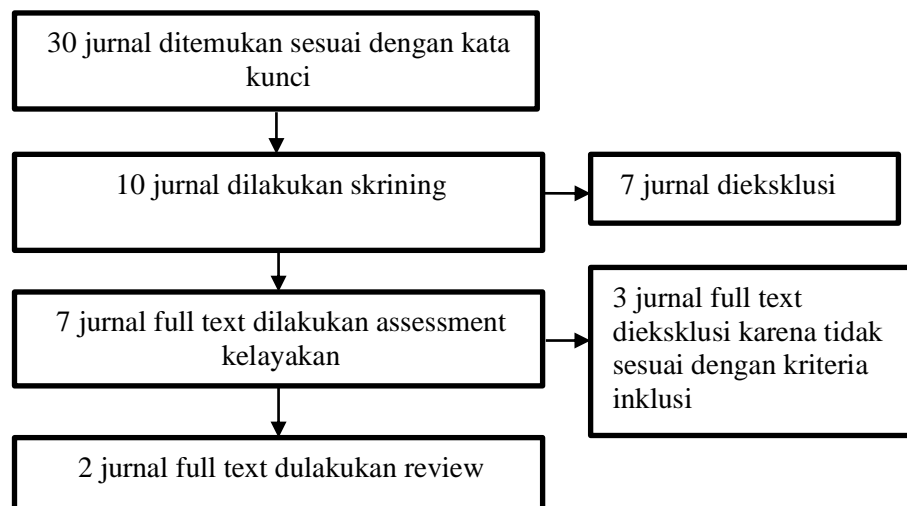 30 jurnal ditemukan sesuai dengan kata
kunci
10 jurnal dilakukan skrining
7 jurnal dieksklusi
7 jurnal full text dilakukan assessment
kelayakan
3 jurnal full text
dieksklusi karena tidak
sesuai dengan kriteria
inklusi
2 jurnal full text dulakukan review